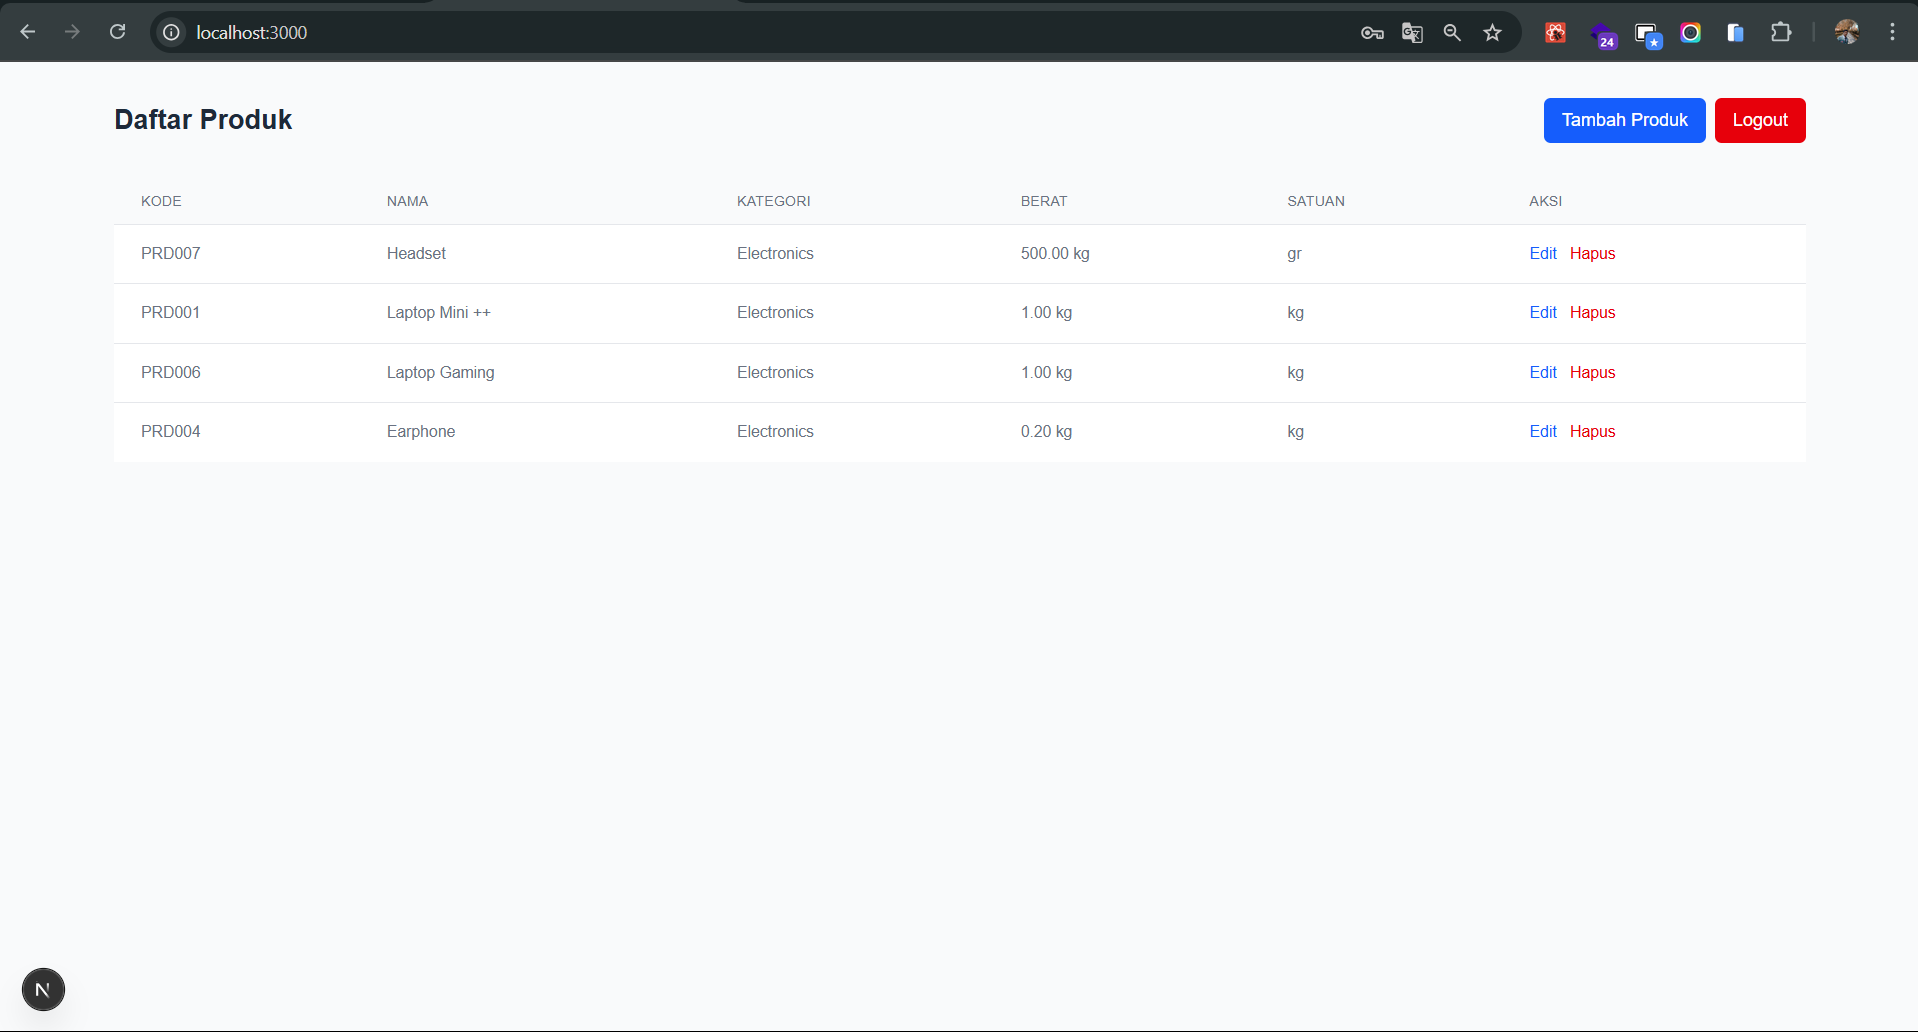 localhost:3000
24
Daftar Produk
Tambah Produk Logout
KODE NAMA KATEGORI BERAT SATUAN AKSI
PRD007 Headset Electronics 500.00 kg gr Edit Hapus
PRD001 Laptop Mini ++ Electronics 1.00 kg kg Edit Hapus
PRD006 Laptop Gaming Electronics 1.00 kg kg Edit Hapus
PRD004 Earphone Electronics 0.20 kg kg Edit Hapus
N